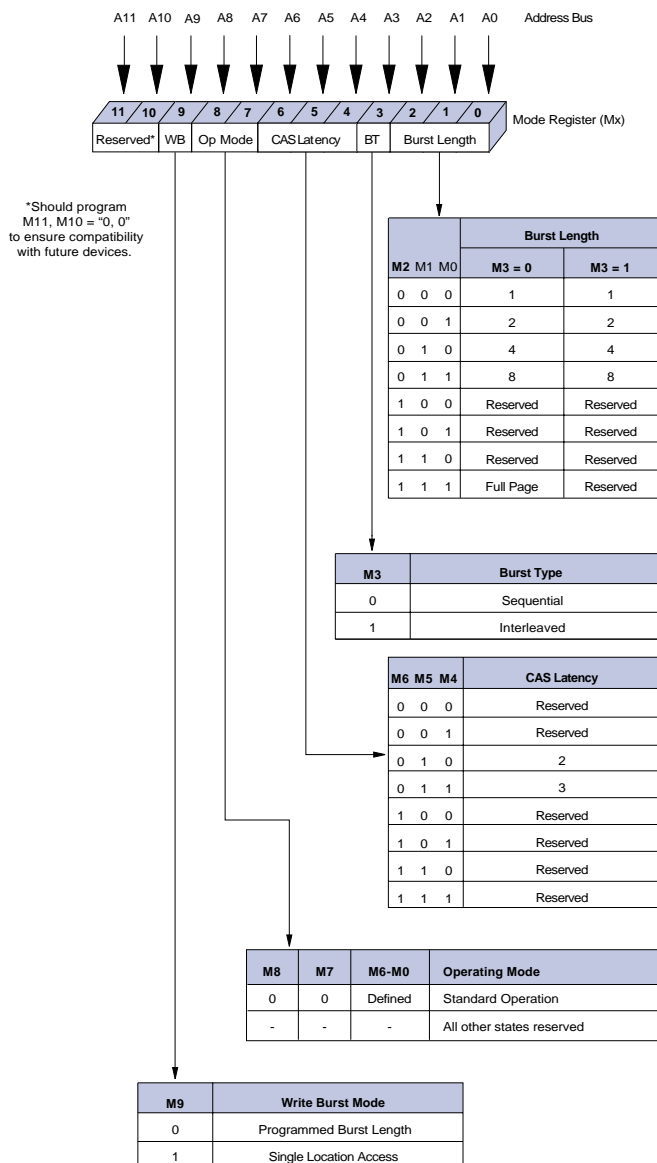 A11 A10 A9 A8 A7 A6 A5 A4 A3 A2 A1 A0 Address Bus
11 10 9 8 7 6 5 4 3 2 1 0
Mode Register (Mx)
Reserved* WB Op Mode CAS Latency BT Burst Length
*Should program
M11, M10 = “0, 0”
to ensure compatibility
with future devices.
Burst Length
M2 M1 M0 M3 = 0 M3 = 1
0 0 0 1 1
0 0 1 2 2
0 1 0 4 4
0 1 1 8 8
1 0 0 Reserved Reserved
1 0 1 Reserved Reserved
1 1 0 Reserved Reserved
1 1 1 Full Page Reserved
M3 Burst Type
0 Sequential
1 Interleaved
M6 M5 M4 CAS Latency
0 0 0 Reserved
0 0 1 Reserved
0 1 0 2
0 1 1 3
1 0 0 Reserved
1 0 1 Reserved
1 1 0 Reserved
1 1 1 Reserved
M8 M7 M6-M0 Operating Mode
0 0 Defined Standard Operation
- - - All other states reserved
M9 Write Burst Mode
0 Programmed Burst Length
1 Single Location Access